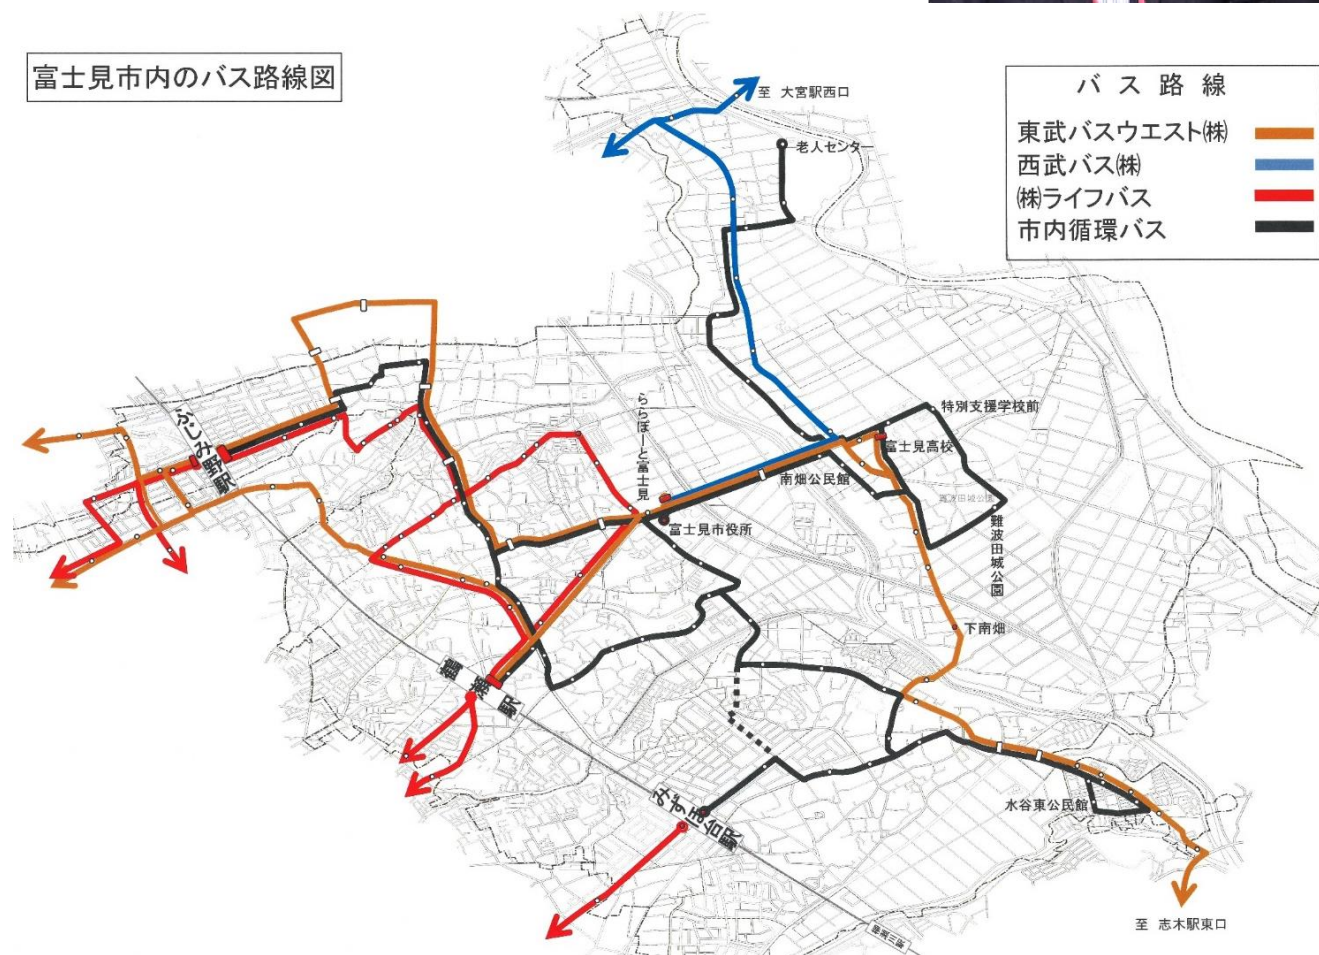 富士見市内のバス路線図
至 大宮駅西口
バス路線
東武バスウエスト㈱
西武バス㈱
㈱ライフバス
市内循環バス
老人センター
ふじみ野駅
ららぽーと富士見
特別支援学校前
富士見高校
南畑公民館
難波田城公園
難波田城公園
富士見市役所
下南畑
鶴瀬駅
みずほ台駅
水谷東公民館
至 志木駅東口